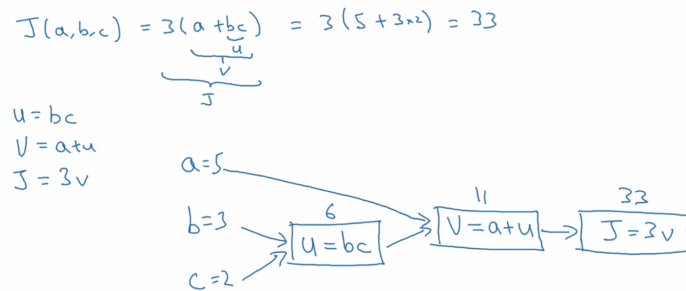 J(a,b,c) = 3(a+bc) = 3(5+3×2) = 33
u
V
J
u = bc
V = a+u
J = 3v
a=5
11
33
b=3
6
V=a+u
J=3v
u=bc
c=2